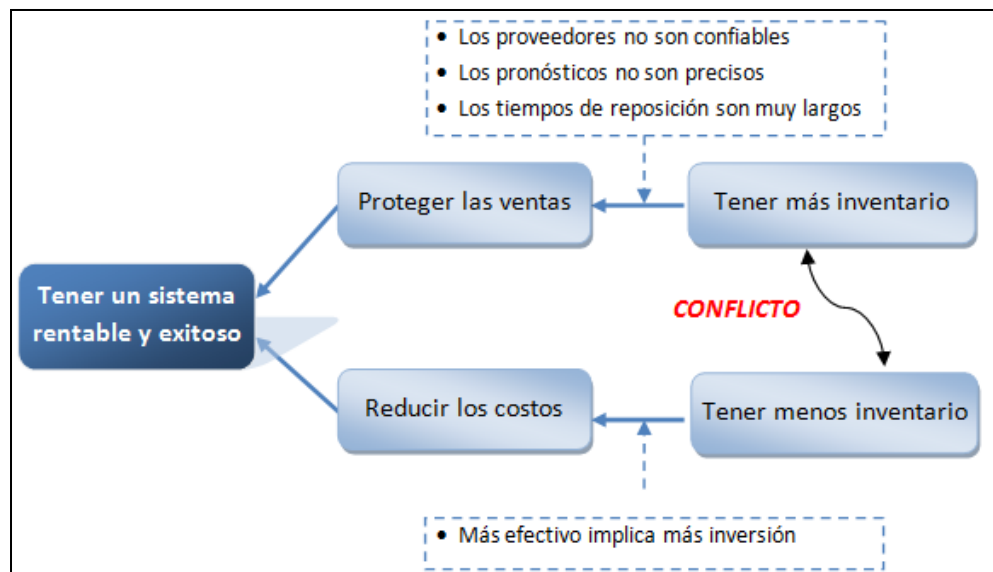 • Los proveedores no son confiables
• Los pronósticos no son precisos
• Los tiempos de reposición son muy largos
Proteger las ventas
Tener más inventario
Tener un sistema
rentable y exitoso
CONFLICTO
Reducir los costos
Tener menos inventario
• Más efectivo implica más inversión